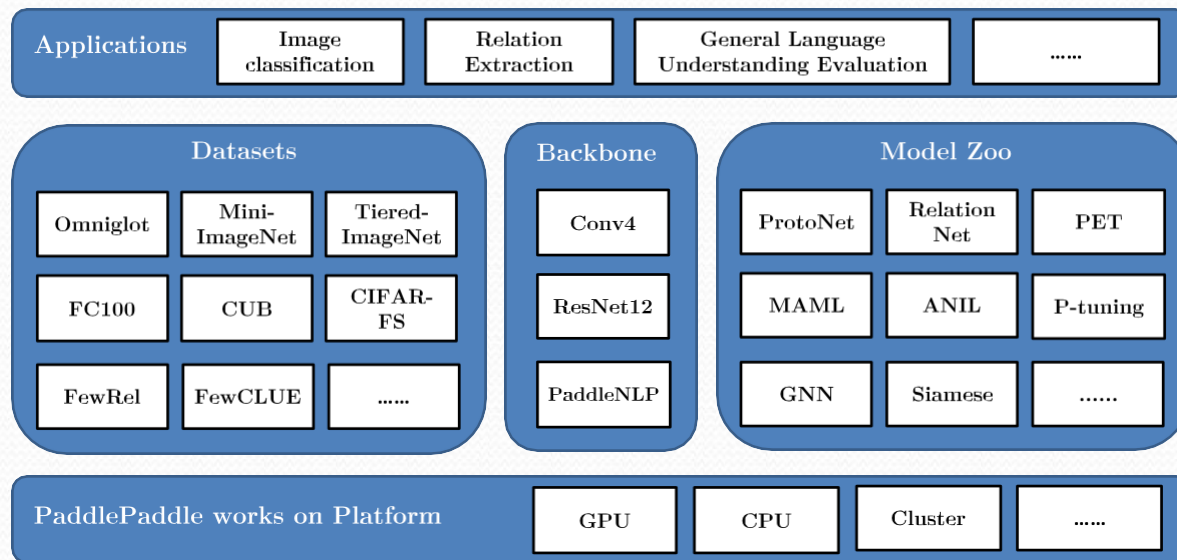 Applications
Image
classification
Relation
Extraction
General Language
Understanding Evaluation
......
Datasets
Omniglot
Mini-
ImageNet
Tiered-
ImageNet
FC100
CUB
CIFAR-
FS
FewRel
FewCLUE
......
Backbone
Conv4
ResNet12
PaddleNLP
Model Zoo
ProtoNet
Relation
Net
PET
MAML
ANIL
P-tuning
GNN
Siamese
......
PaddlePaddle works on Platform
GPU
CPU
Cluster
......